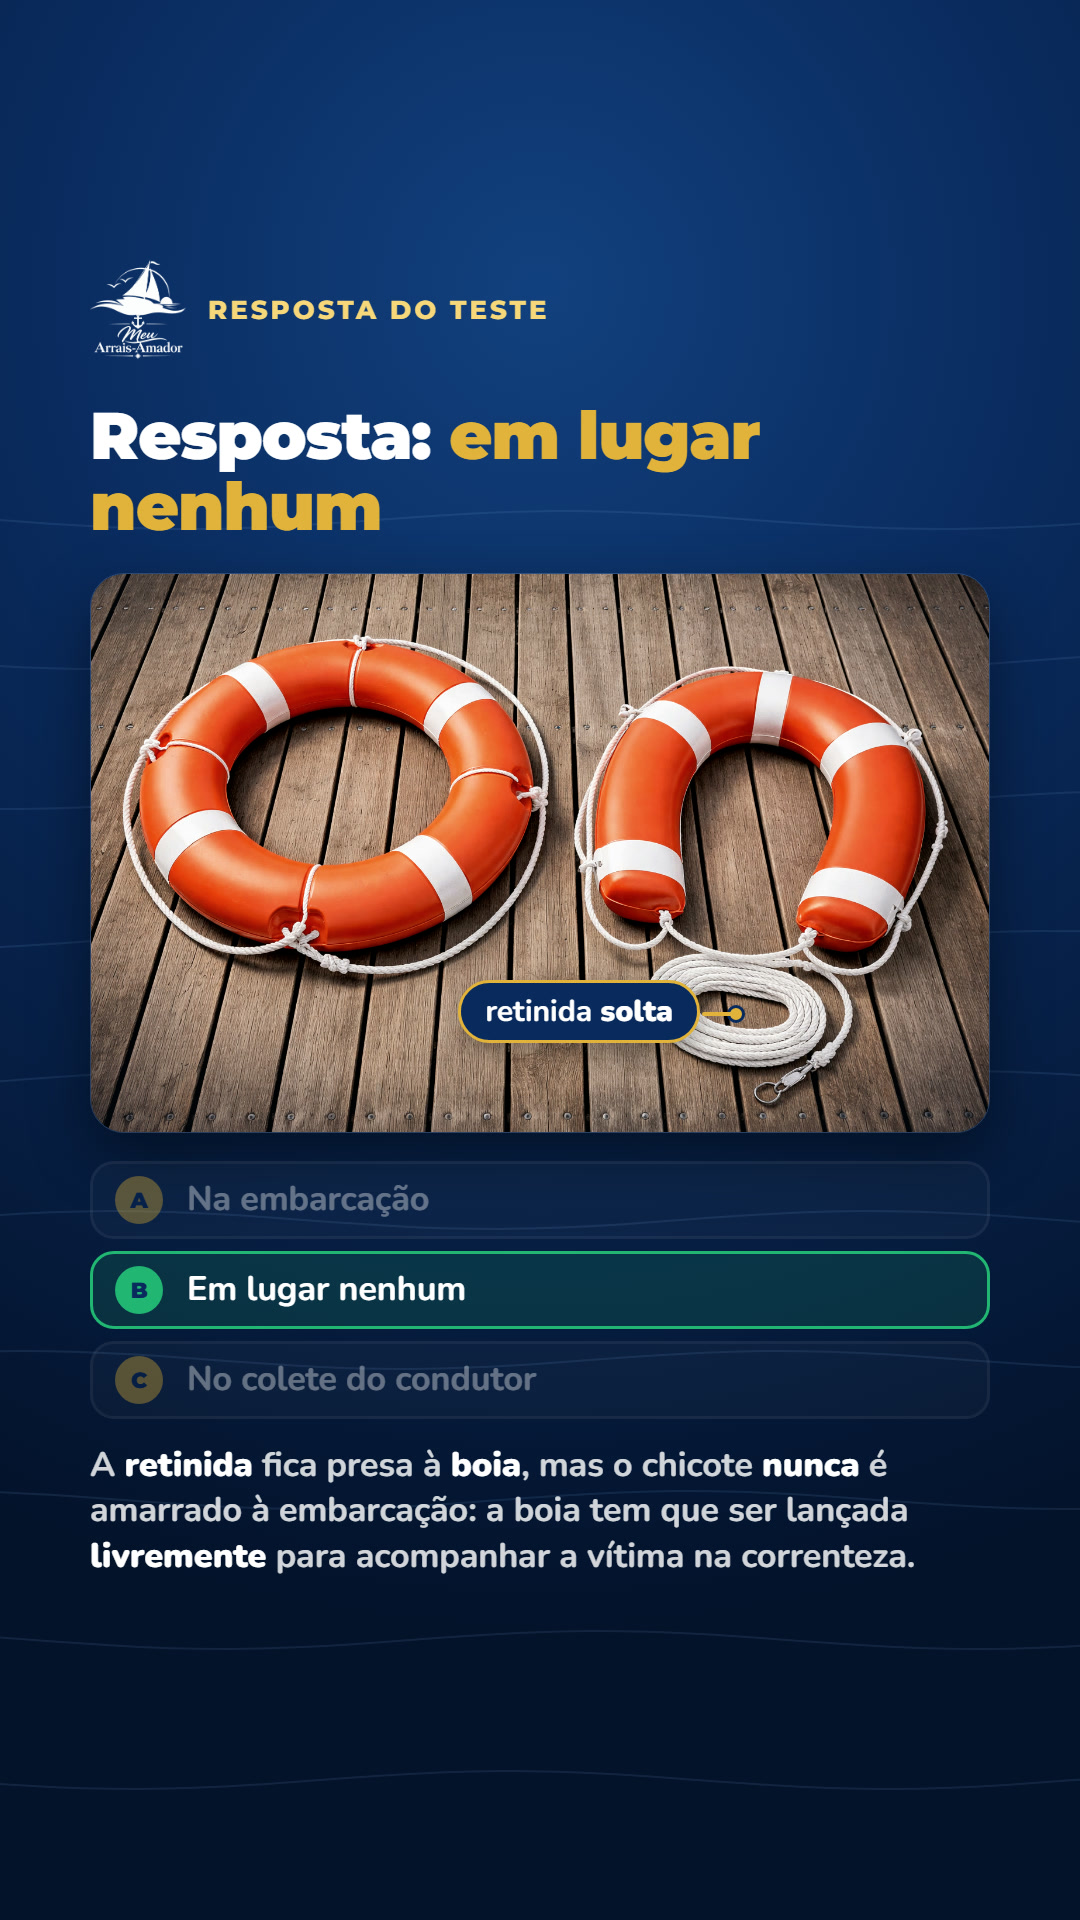 Meu
Arrais-Amador
RESPOSTA DO TESTE
Resposta: em lugar
nenhum
retinida solta
A Na embarcação
B Em lugar nenhum
C No colete do condutor
A retinida fica presa à boia, mas o chicote nunca é
amarrado à embarcação: a boia tem que ser lançada
livremente para acompanhar a vítima na correnteza.